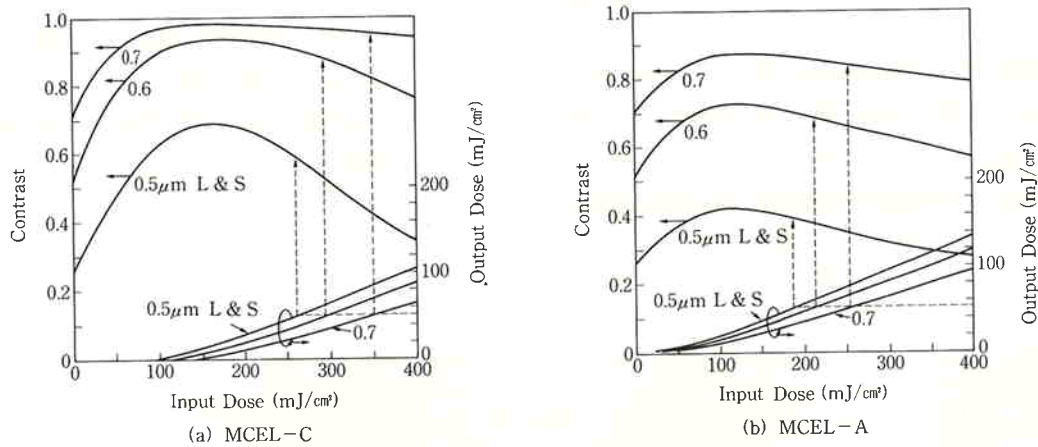 1.0
0.8
0.6
0.4
0.2
0
Contrast
0.7
0.6
0.5μm L & S
0.5μm L & S
0.7
200
100
0
Output Dose (mJ/cm²)
0 100 200 300 400
Input Dose (mJ/cm²)
(a) MCEL-C
1.0
0.8
0.6
0.4
0.2
0
Contrast
0.7
0.6
0.5μm L & S
0.5μm L & S
0.7
200
100
0
Output Dose (mJ/cm²)
0 100 200 300 400
Input Dose (mJ/cm²)
(b) MCEL-A